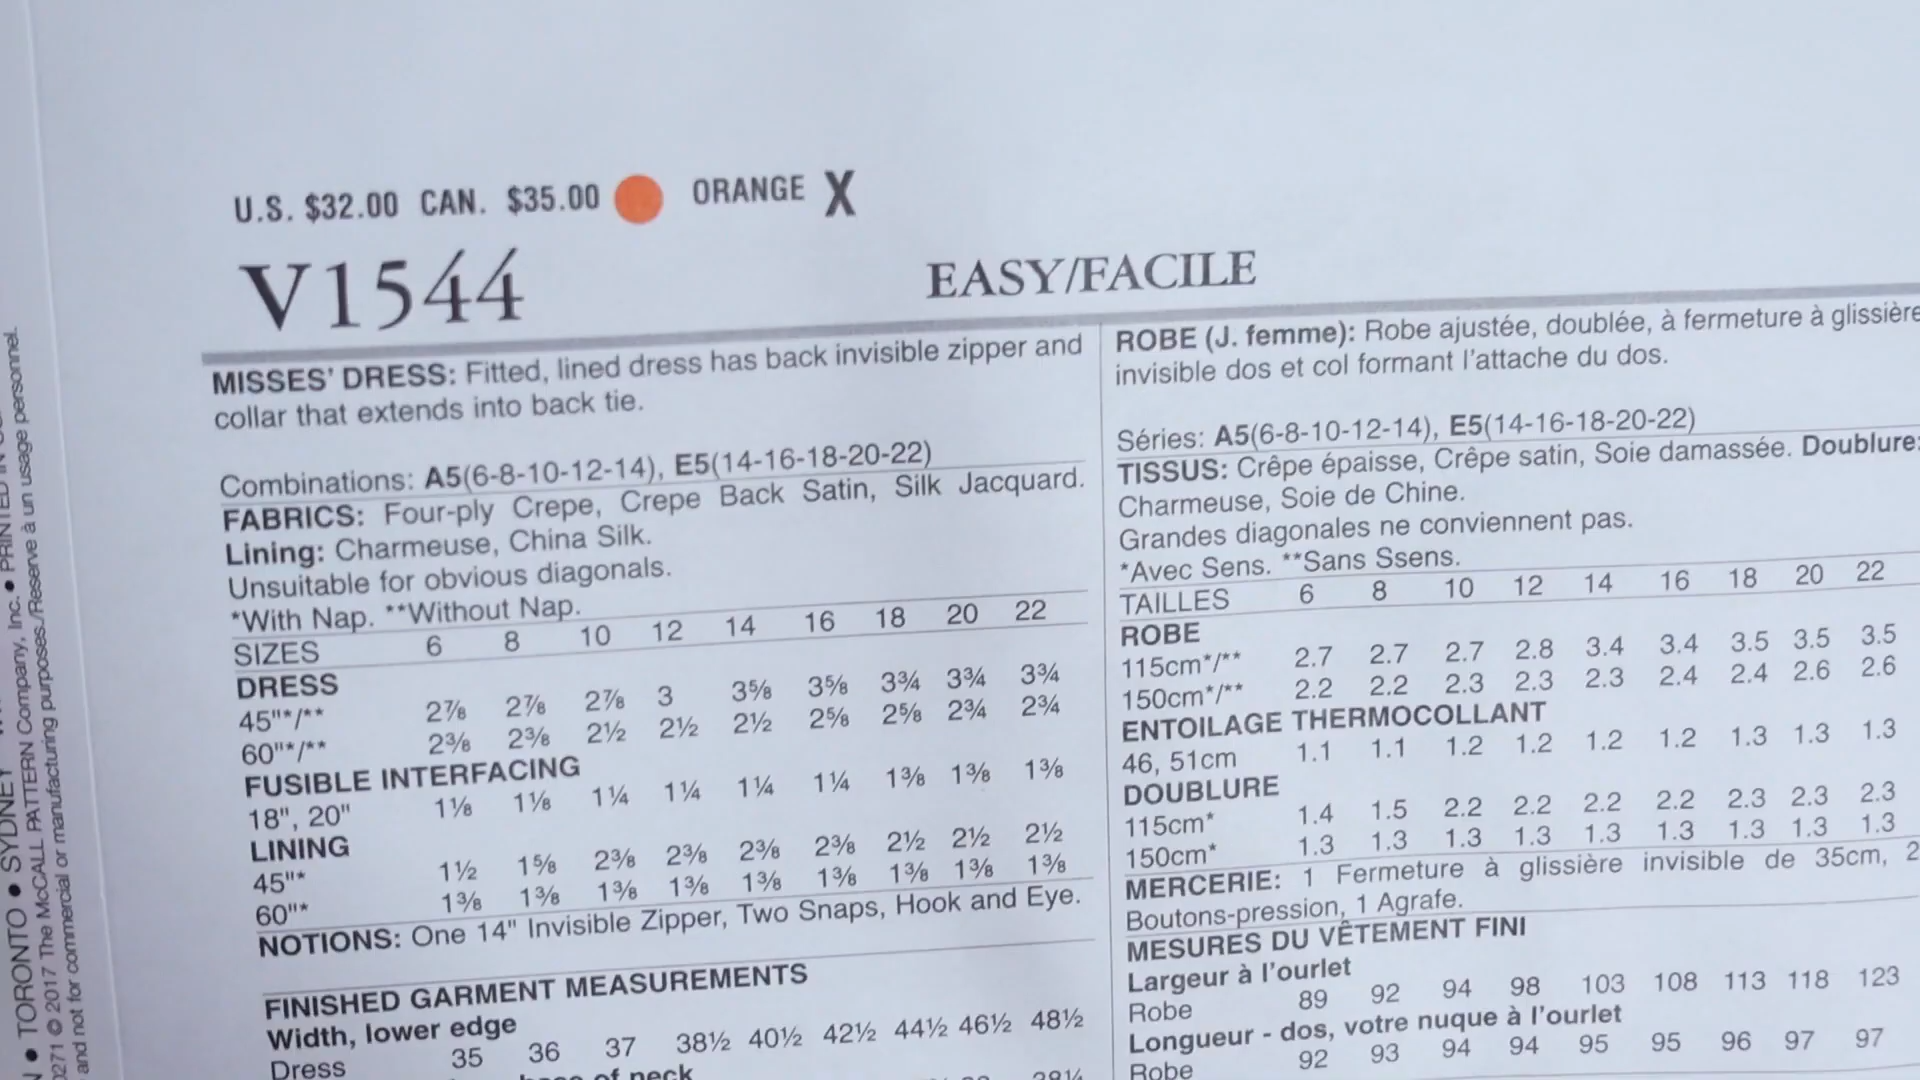 U.S. $32.00 CAN. $35.00 ORANGE X
V1544
EASY/FACILE
MISSES' DRESS: Fitted, lined dress has back invisible zipper and
collar that extends into back tie.
Combinations: A5(6-8-10-12-14), E5(14-16-18-20-22)
FABRICS: Four-ply Crepe, Crepe Back Satin, Silk Jacquard.
Lining: Charmeuse, China Silk.
Unsuitable for obvious diagonals.
*With Nap. **Without Nap.
SIZES 6 8 10 12 14 16 18 20 22
DRESS
45"*/** 2⅞ 2⅞ 2⅞ 3 3⅝ 3⅝ 3¾ 3¾ 3¾
60"*/** 2⅜ 2⅜ 2½ 2½ 2½ 2⅝ 2⅝ 2¾ 2¾
FUSIBLE INTERFACING
18", 20" 1⅛ 1⅛ 1¼ 1¼ 1¼ 1¼ 1⅜ 1⅜ 1⅜
LINING
45"* 1½ 1⅝ 2⅜ 2⅜ 2⅜ 2⅜ 2½ 2½ 2½
60"* 1⅜ 1⅜ 1⅜ 1⅜ 1⅜ 1⅜ 1⅜ 1⅜ 1⅜
NOTIONS: One 14" Invisible Zipper, Two Snaps, Hook and Eye.
FINISHED GARMENT MEASUREMENTS
Width, lower edge
Dress 35 36 37 38½ 40½ 42½ 44½ 46½ 48½
of neck
ROBE (J. femme): Robe ajustée, doublée, à fermeture à glissière
invisible dos et col formant l'attache du dos.
Séries: A5(6-8-10-12-14), E5(14-16-18-20-22)
TISSUS: Crêpe épaisse, Crêpe satin, Soie damassée. Doublure:
Charmeuse, Soie de Chine.
Grandes diagonales ne conviennent pas.
*Avec Sens. **Sans Ssens.
TAILLES 6 8 10 12 14 16 18 20 22
ROBE
115cm*/** 2.7 2.7 2.7 2.8 3.4 3.4 3.5 3.5 3.5
150cm*/** 2.2 2.2 2.3 2.3 2.3 2.4 2.4 2.6 2.6
ENTOILAGE THERMOCOLLANT
46, 51cm 1.1 1.1 1.2 1.2 1.2 1.2 1.3 1.3 1.3
DOUBLURE
115cm* 1.4 1.5 2.2 2.2 2.2 2.2 2.3 2.3 2.3
150cm* 1.3 1.3 1.3 1.3 1.3 1.3 1.3 1.3 1.3
MERCERIE: 1 Fermeture à glissière invisible de 35cm, 2
Boutons-pression, 1 Agrafe.
MESURES DU VÊTEMENT FINI
Largeur à l'ourlet
Robe 89 92 94 98 103 108 113 118 123
Longueur - dos, votre nuque à l'ourlet
Robe 92 93 94 94 95 95 96 97 97
• TORONTO • SYDNEY
0271 © 2017 The McCALL PATTERN Company, Inc. • PRINTED IN
and not for commercial or manufacturing purposes./Reserve à un usage personnel.